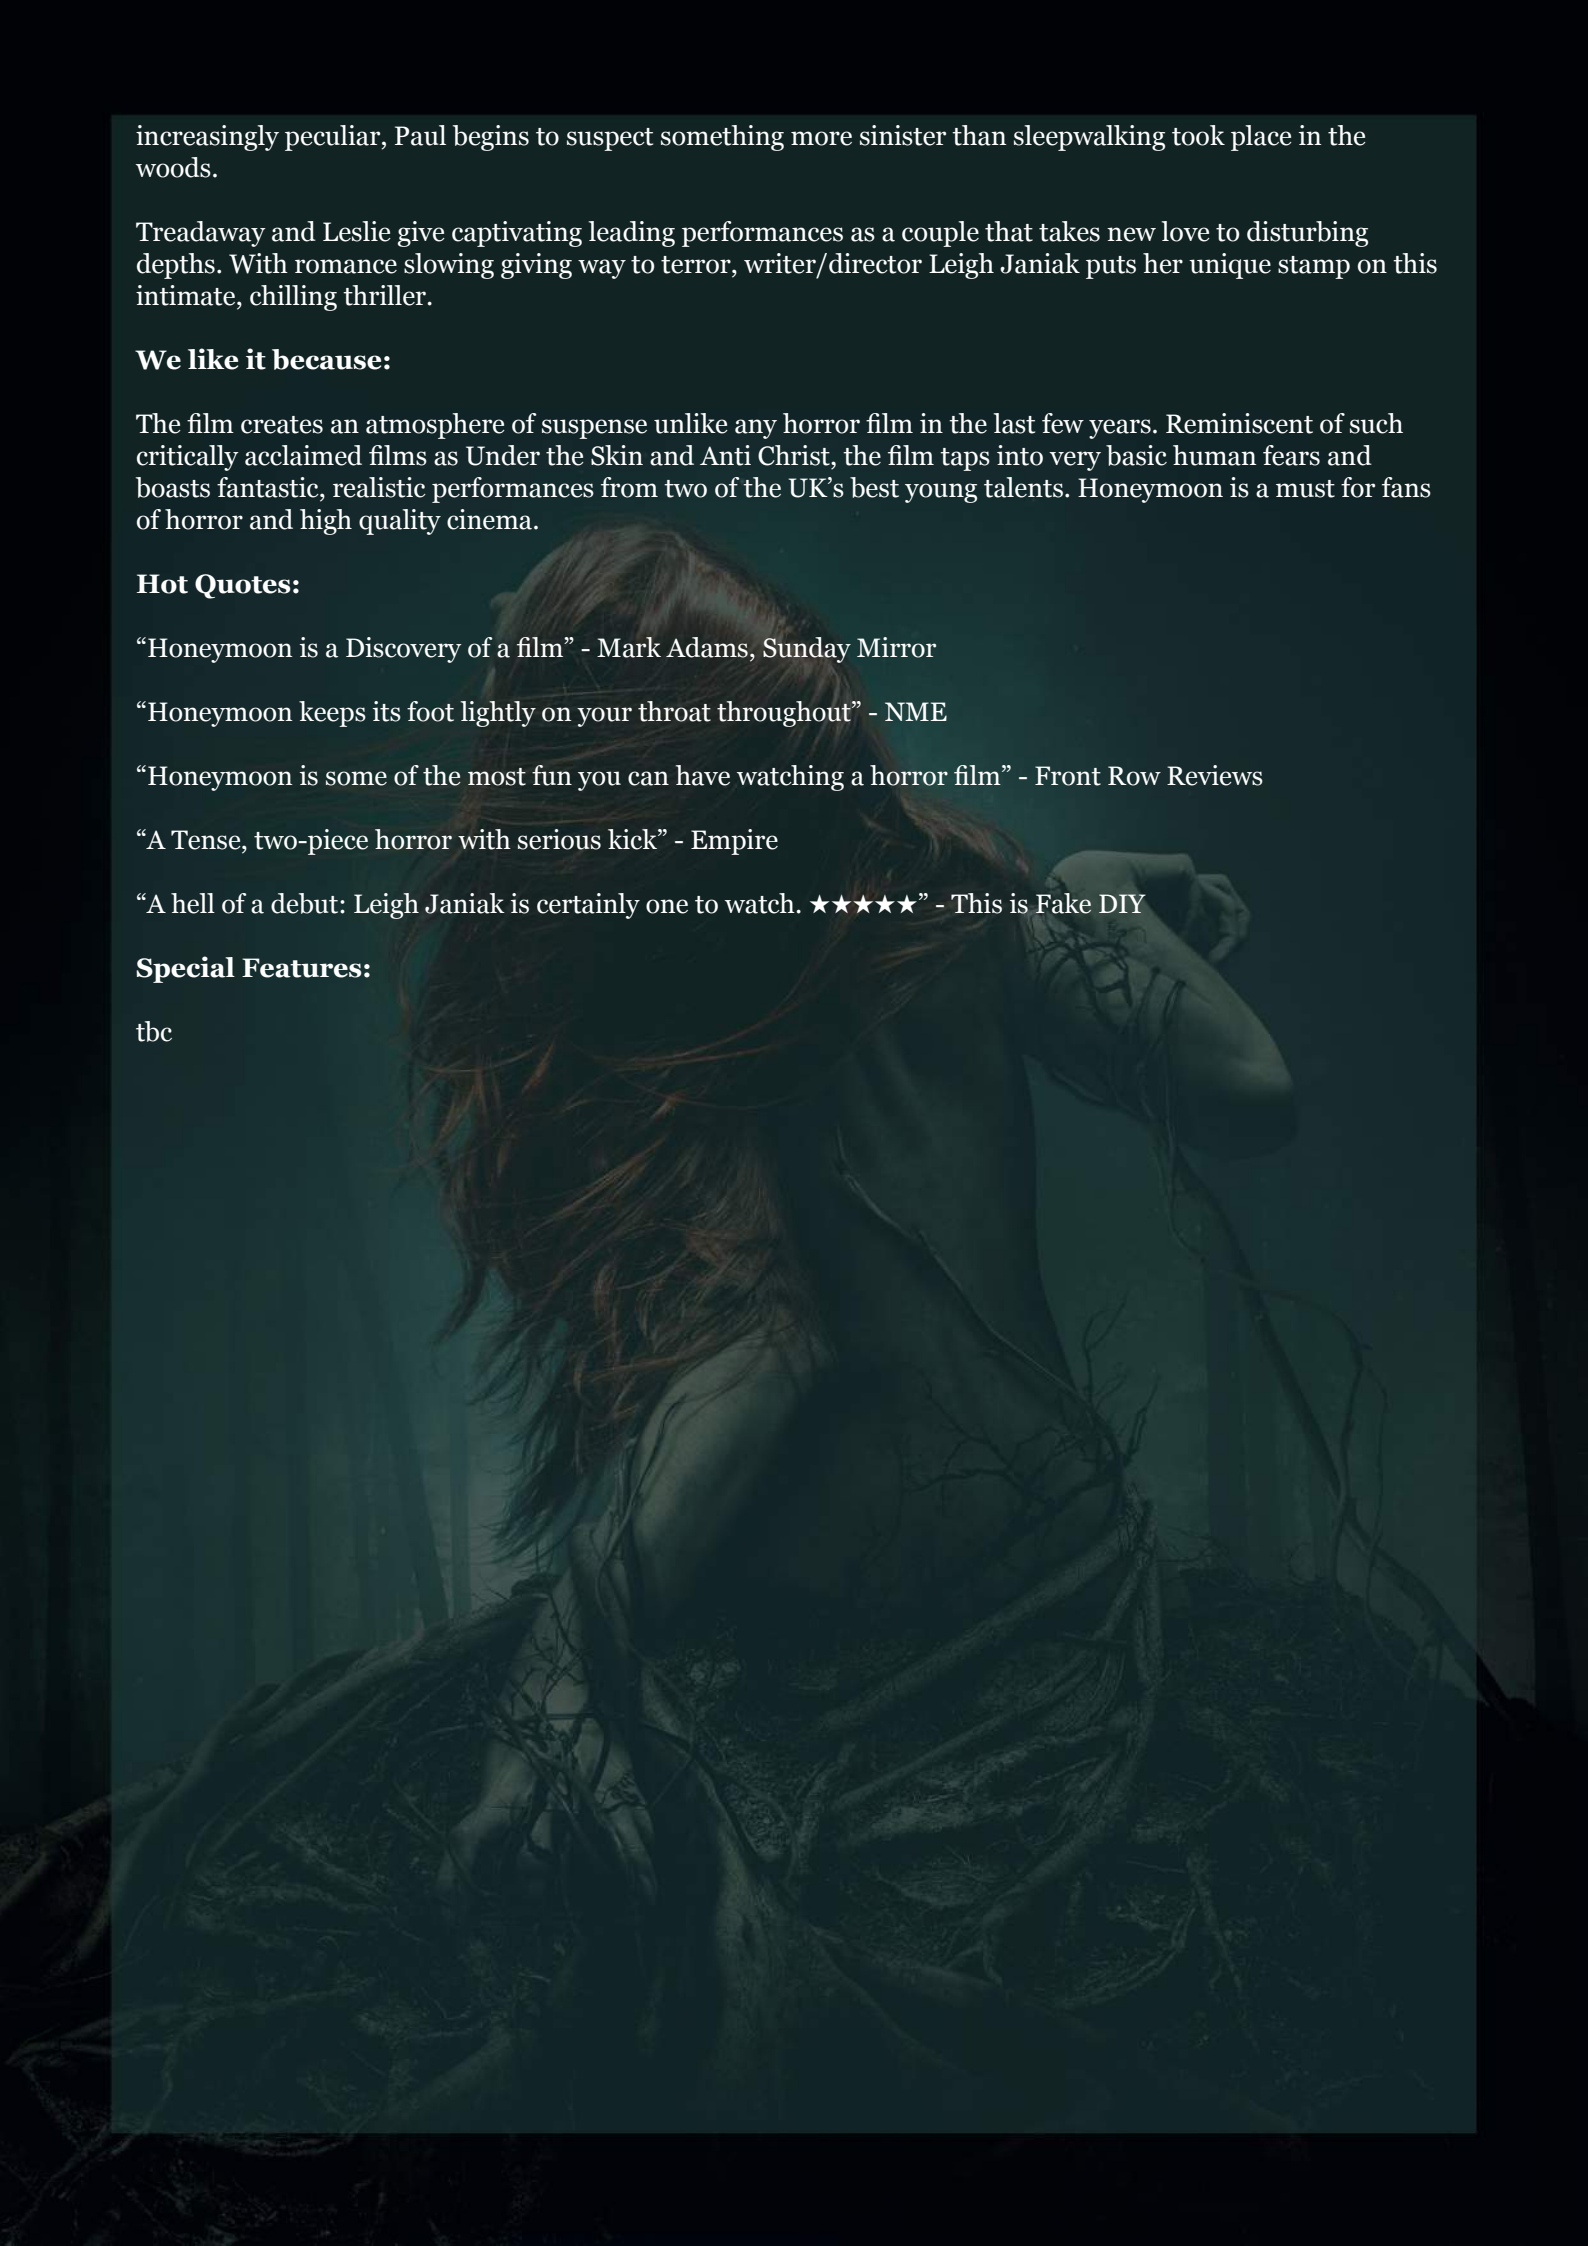 increasingly peculiar, Paul begins to suspect something more sinister than sleepwalking took place in the
woods.
Treadaway and Leslie give captivating leading performances as a couple that takes new love to disturbing
depths. With romance slowing giving way to terror, writer/director Leigh Janiak puts her unique stamp on this
intimate, chilling thriller.
We like it because:
The film creates an atmosphere of suspense unlike any horror film in the last few years. Reminiscent of such
critically acclaimed films as Under the Skin and Anti Christ, the film taps into very basic human fears and
boasts fantastic, realistic performances from two of the UK’s best young talents. Honeymoon is a must for fans
of horror and high quality cinema.
Hot Quotes:
“Honeymoon is a Discovery of a film” - Mark Adams, Sunday Mirror
“Honeymoon keeps its foot lightly on your throat throughout” - NME
“Honeymoon is some of the most fun you can have watching a horror film” - Front Row Reviews
“A Tense, two-piece horror with serious kick” - Empire
“A hell of a debut: Leigh Janiak is certainly one to watch. ★★★★★” - This is Fake DIY
Special Features:
tbc